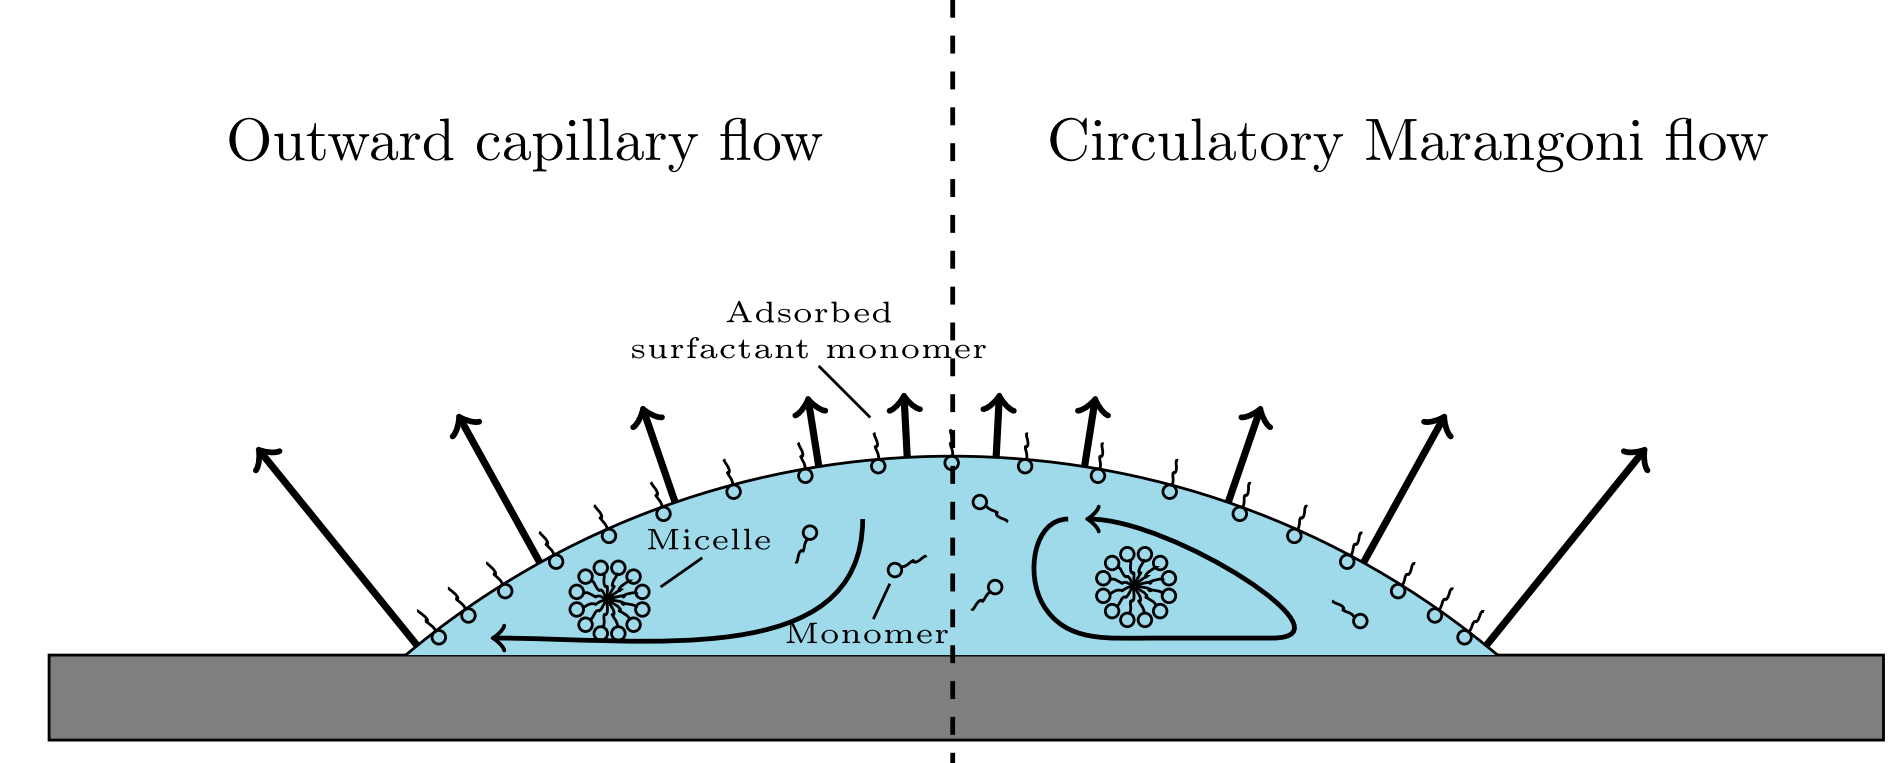 Outward capillary flow
Circulatory Marangoni flow
Adsorbed
surfactant monomer
Micelle
Monomer